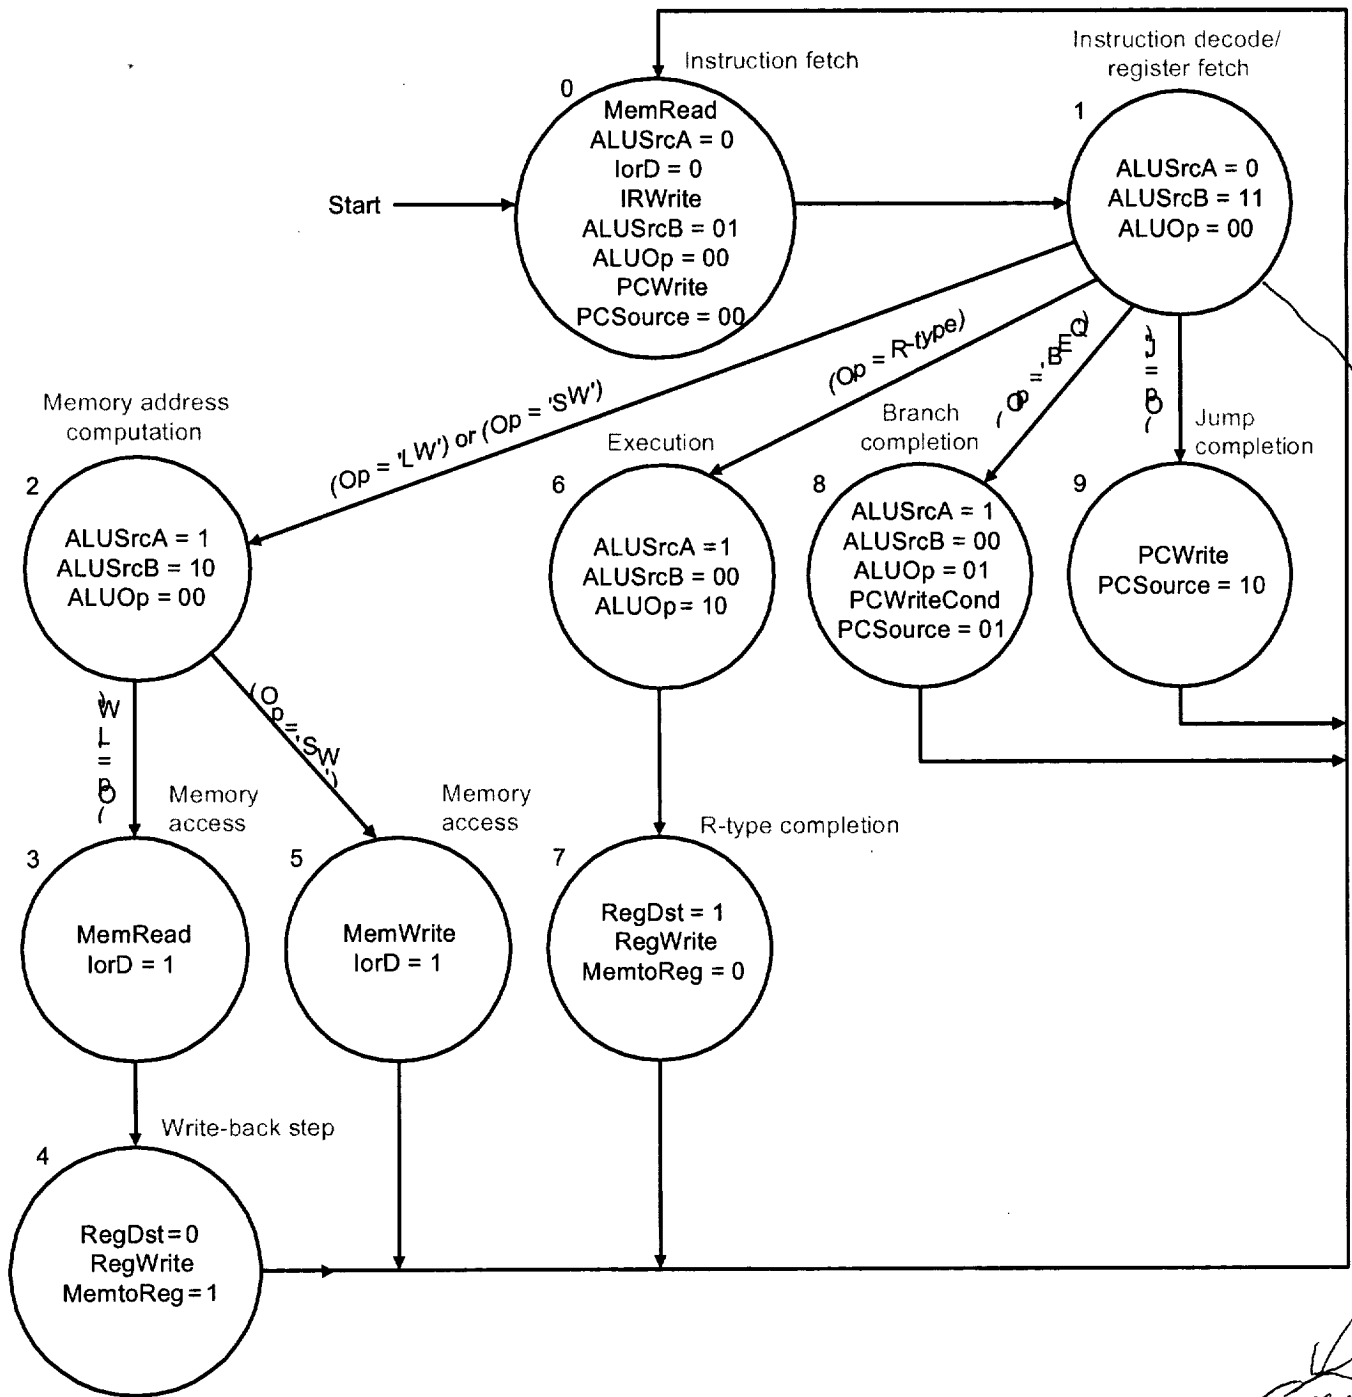 Instruction fetch
Instruction decode/
register fetch
0
MemRead
ALUSrcA = 0
IorD = 0
IRWrite
ALUSrcB = 01
ALUOp = 00
PCWrite
PCSource = 00
1
ALUSrcA = 0
ALUSrcB = 11
ALUOp = 00
Start
(Op = 'LW') or (Op = 'SW')
(Op = R-type)
(Op = 'BEQ')
(Op = 'J')
Memory address
computation
2
ALUSrcA = 1
ALUSrcB = 10
ALUOp = 00
Execution
6
ALUSrcA =1
ALUSrcB = 00
ALUOp = 10
Branch
completion
8
ALUSrcA = 1
ALUSrcB = 00
ALUOp = 01
PCWriteCond
PCSource = 01
Jump
completion
9
PCWrite
PCSource = 10
(Op = 'LW')
(Op = 'SW')
Memory
access
3
MemRead
IorD = 1
Memory
access
5
MemWrite
IorD = 1
R-type completion
7
RegDst = 1
RegWrite
MemtoReg = 0
Write-back step
4
RegDst=0
RegWrite
MemtoReg=1